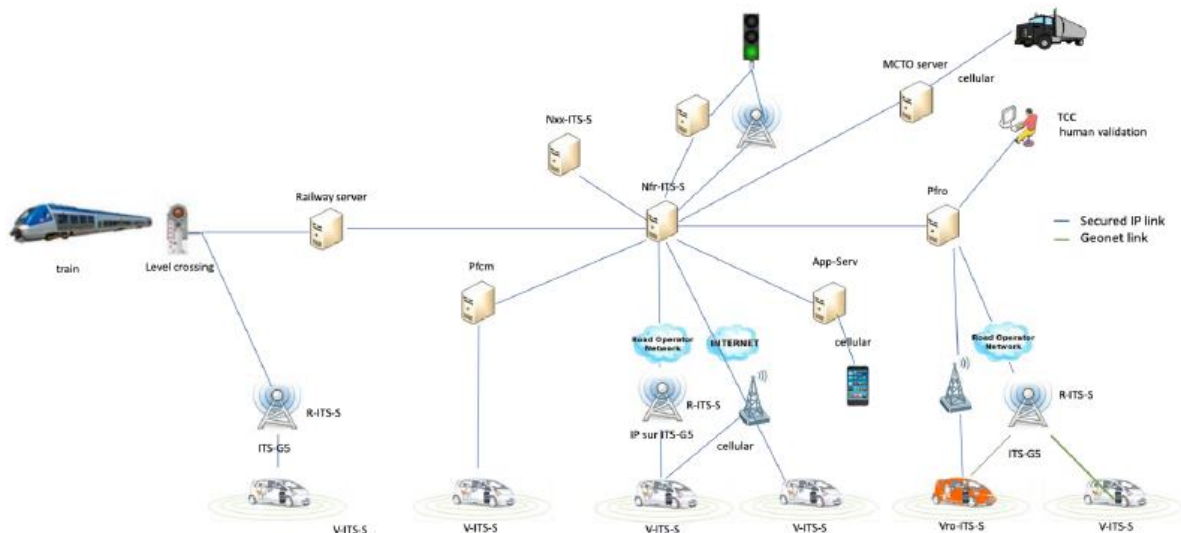 MCTO server
cellular
Nxx-ITS-S
TCC
human validation
Nfr-ITS-S
Pfro
Railway server
Secured IP link
Geonet link
train
Level crossing
Pfcm
App-Serv
Road Operator
Network
INTERNET
cellular
Road Operator
Network
R-ITS-S
R-ITS-S
R-ITS-S
ITS-G5
IP sur ITS-G5
cellular
ITS-G5
V-ITS-S
V-ITS-S
V-ITS-S
V-ITS-S
Vro-ITS-S
V-ITS-S